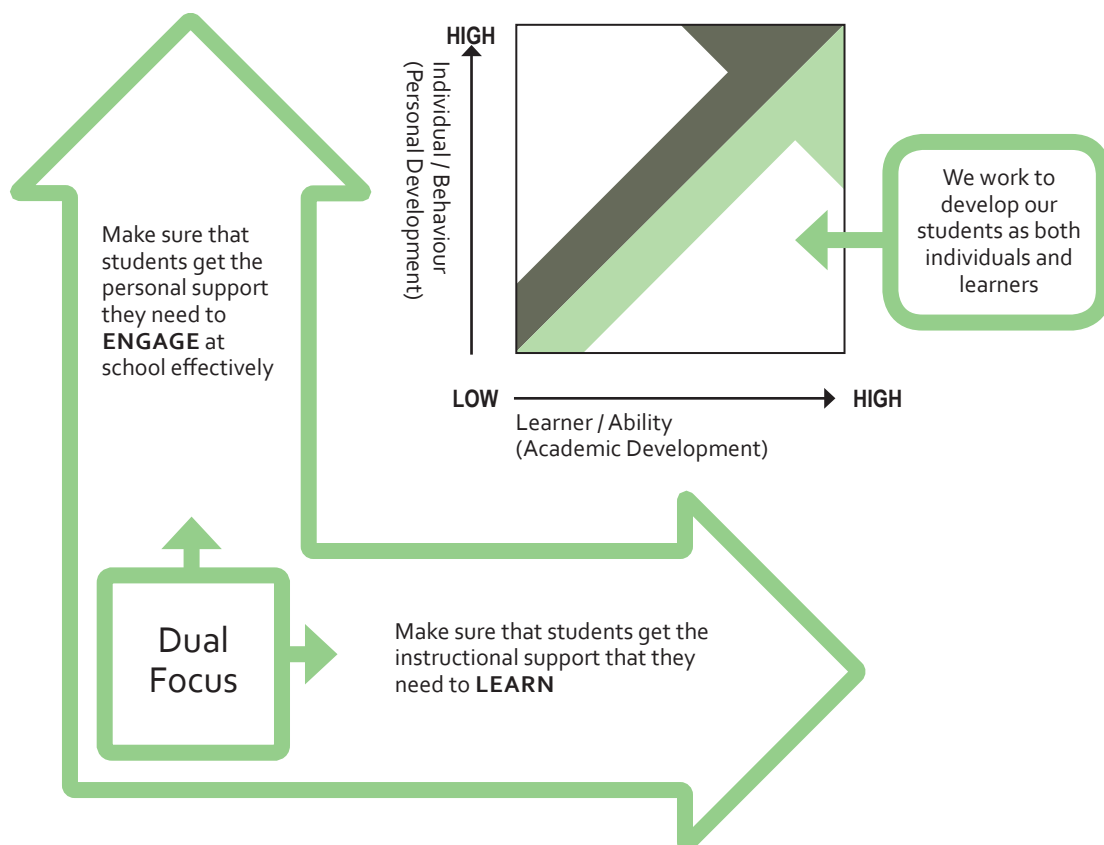 HIGH
Individual / Behaviour
(Personal Development)
LOW
HIGH
Learner / Ability
(Academic Development)
We work to
develop our
students as both
individuals and
learners
Make sure that
students get the
personal support
they need to
ENGAGE at
school effectively
Dual
Focus
Make sure that students get the
instructional support that they
need to LEARN